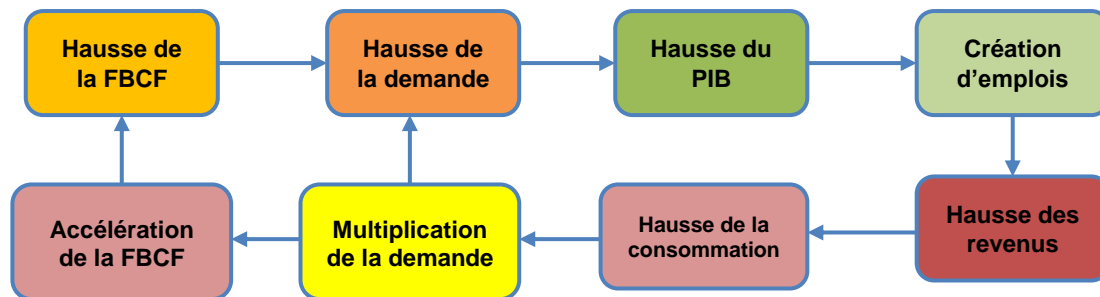 Hausse de
la FBCF
Hausse de
la demande
Hausse du
PIB
Création
d'emplois
Accélération
de la FBCF
Multiplication
de la demande
Hausse de la
consommation
Hausse des
revenus